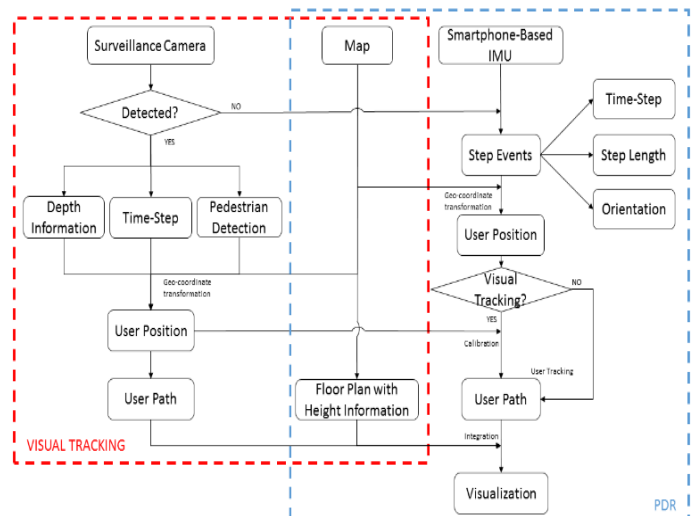 Surveillance Camera
Map
Smartphone-Based
IMU
Detected?
NO
YES
Time-Step
Step Events
Step Length
Orientation
Depth
Information
Time-Step
Pedestrian
Detection
Geo-coordinate
transformation
User Position
Geo-coordinate
transformation
Visual
Tracking?
NO
YES
User Position
Calibration
User Tracking
User Path
Floor Plan with
Height Information
User Path
Integration
VISUAL TRACKING
Visualization
PDR